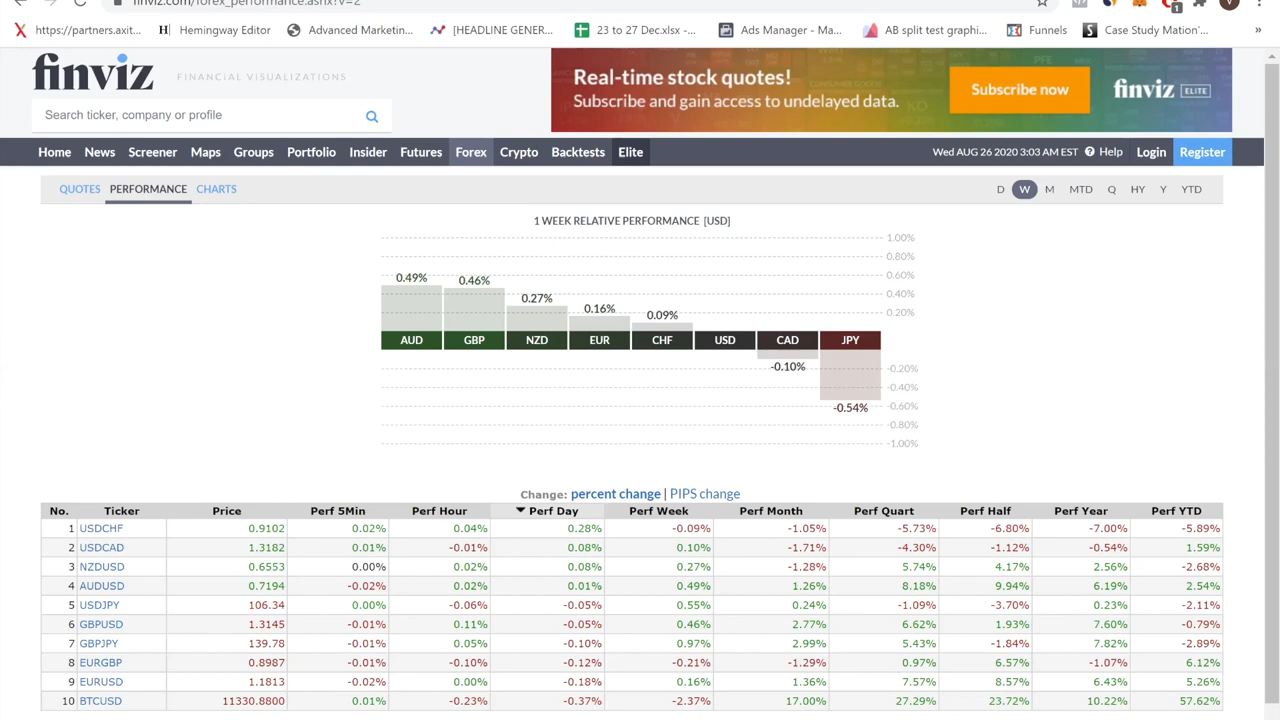 finviz.com/forex_performance.ashx?v=2
1
V
https://partners.axit...
Hemingway Editor
Advanced Marketin...
[HEADLINE GENER...
23 to 27 Dec.xlsx -...
Ads Manager - Ma...
AB split test graphi...
Funnels
Case Study Mation'...
»
finviz FINANCIAL VISUALIZATIONS
Real-time stock quotes!
Subscribe and gain access to undelayed data.
Subscribe now
finviz ELITE
Search ticker, company or profile
Home News Screener Maps Groups Portfolio Insider Futures Forex Crypto Backtests Elite
Wed AUG 26 2020 3:03 AM EST Help Login Register
QUOTES PERFORMANCE CHARTS
D W M MTD Q HY Y YTD
1 WEEK RELATIVE PERFORMANCE [USD]
1.00%
0.80%
0.60%
0.40%
0.20%
0.49% 0.46% 0.27% 0.16% 0.09%
AUD GBP NZD EUR CHF USD CAD JPY
-0.10%
-0.54%
-0.20%
-0.40%
-0.60%
-0.80%
-1.00%
Change: percent change | PIPS change
No. Ticker Price Perf 5Min Perf Hour Perf Day Perf Week Perf Month Perf Quart Perf Half Perf Year Perf YTD
1 USDCHF 0.9102 0.02% 0.04% 0.28% -0.09% -1.05% -5.73% -6.80% -7.00% -5.89%
2 USDCAD 1.3182 0.01% -0.01% 0.08% 0.10% -1.71% -4.30% -1.12% -0.54% 1.59%
3 NZDUSD 0.6553 0.00% 0.02% 0.08% 0.27% -1.28% 5.74% 4.17% 2.56% -2.68%
4 AUDUSD 0.7194 -0.02% 0.02% 0.01% 0.49% 1.26% 8.18% 9.94% 6.19% 2.54%
5 USDJPY 106.34 0.00% -0.06% -0.05% 0.55% 0.24% -1.09% -3.70% 0.23% -2.11%
6 GBPUSD 1.3145 -0.01% 0.11% -0.05% 0.46% 2.77% 6.62% 1.93% 7.60% -0.79%
7 GBPJPY 139.78 -0.01% 0.05% -0.10% 0.97% 2.99% 5.43% -1.84% 7.82% -2.89%
8 EURGBP 0.8987 -0.01% -0.10% -0.12% -0.21% -1.29% 0.97% 6.57% -1.07% 6.12%
9 EURUSD 1.1813 -0.02% 0.00% -0.18% 0.16% 1.36% 7.57% 8.57% 6.43% 5.26%
10 BTCUSD 11330.8800 0.01% -0.23% -0.37% -2.37% 17.00% 27.29% 23.72% 10.22% 57.62%